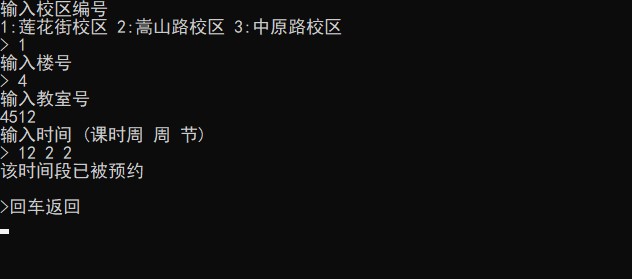 输入校区编号
1:莲花街校区 2:嵩山路校区 3:中原路校区
> 1
输入楼号
> 4
输入教室号
4512
输入时间 (课时周 周 节)
> 12 2 2
该时间段已被预约
>回车返回